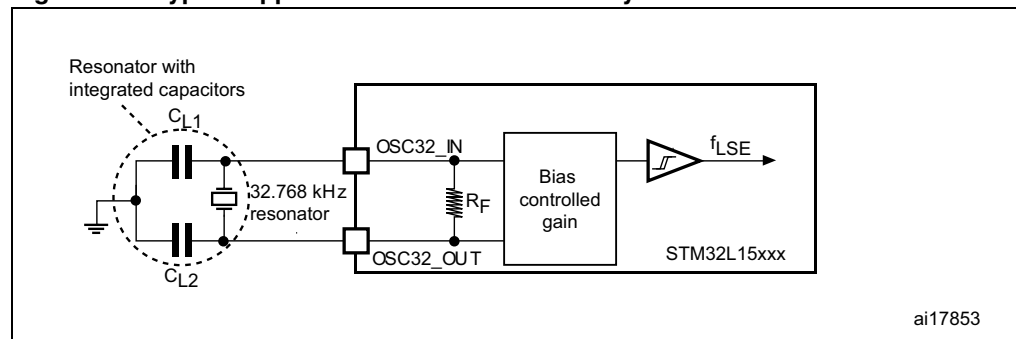 Resonator with
integrated capacitors
CL1
OSC32_IN
fLSE
32.768 kHz
resonator
RF
Bias
controlled
gain
STM32L15xxx
OSC32_OUT
CL2
ai17853